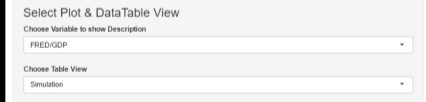 Select Plot & DataTable View
Choose Variable to show Description
FRED/GDP
Choose Table View
Simulation